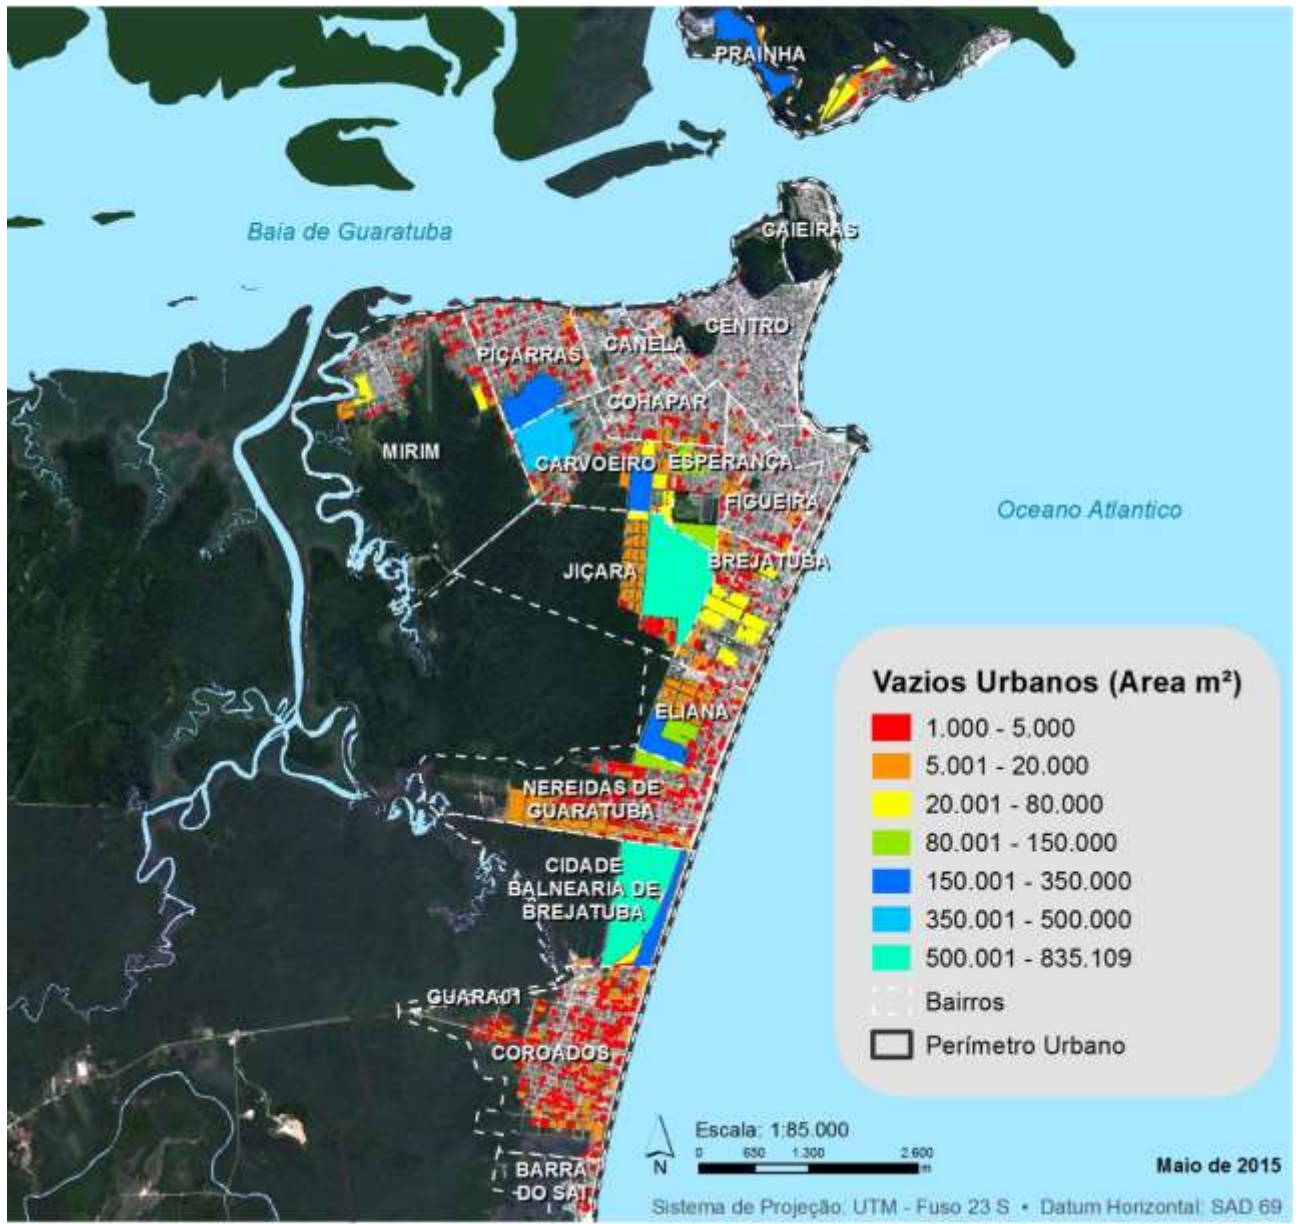 PRAINHA
Baia de Guaratuba
CAIEIRAS
CENTRO
CANELA
PIÇARRAS
COHAPAR
MIRIM
CARVOEIRO
ESPERANÇA
FIGUEIRA
Oceano Atlantico
BREJATUBA
JIÇARA
ELIANA
NEREIDAS DE
GUARATUBA
CIDADE
BALNEARIA DE
BREJATUBA
GUARA01
COROADOS
BARRA
DO SAI
Vazios Urbanos (Area m²)
1.000 - 5.000
5.001 - 20.000
20.001 - 80.000
80.001 - 150.000
150.001 - 350.000
350.001 - 500.000
500.001 - 835.109
Bairros
Perímetro Urbano
Escala: 1:85.000
0 650 1.300 2.600
m
N
Maio de 2015
Sistema de Projeção: UTM - Fuso 23 S • Datum Horizontal: SAD 69